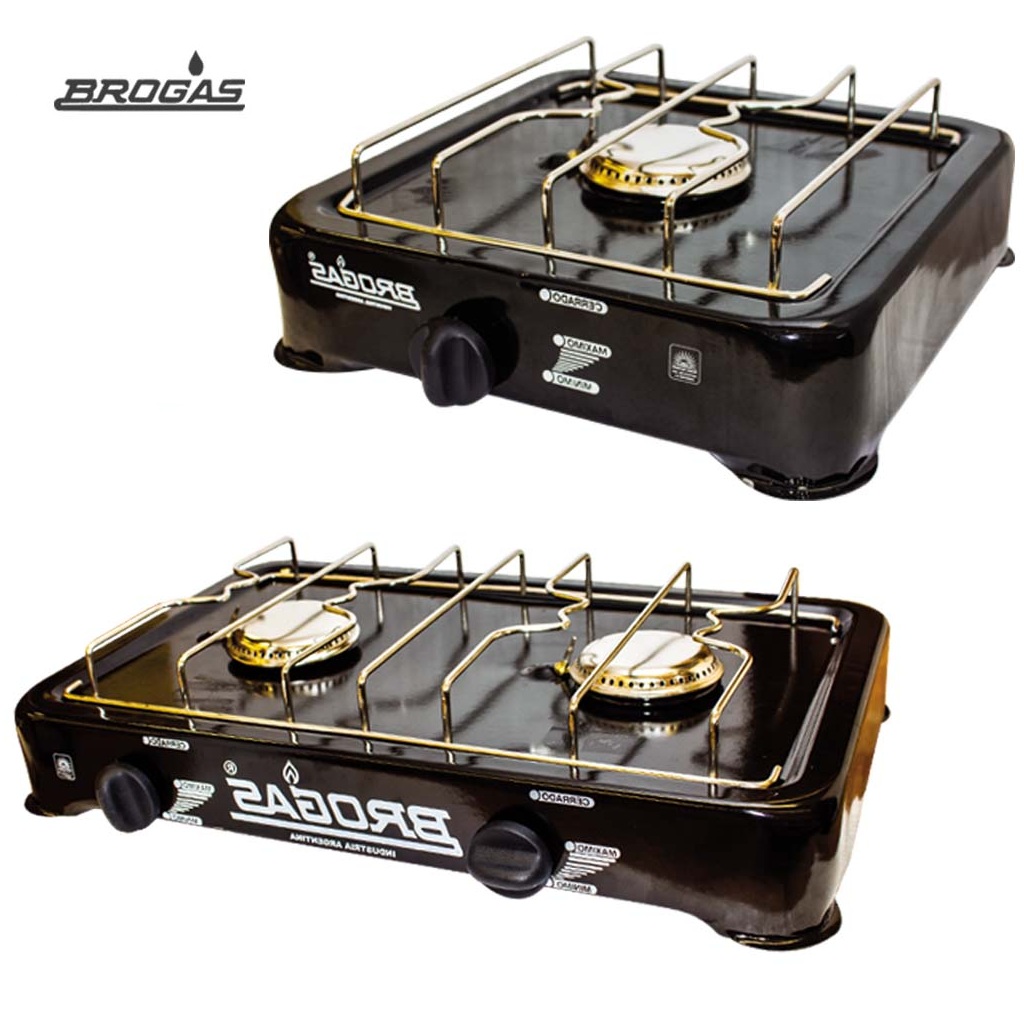 BROGAS
BROGAS
®
INDUSTRIA ARGENTINA
CERRADO
MAXIMO
MINIMO
CERRADO
MAXIMO
MINIMO
BROGAS
®
INDUSTRIA ARGENTINA
CERRADO
MAXIMO
MINIMO